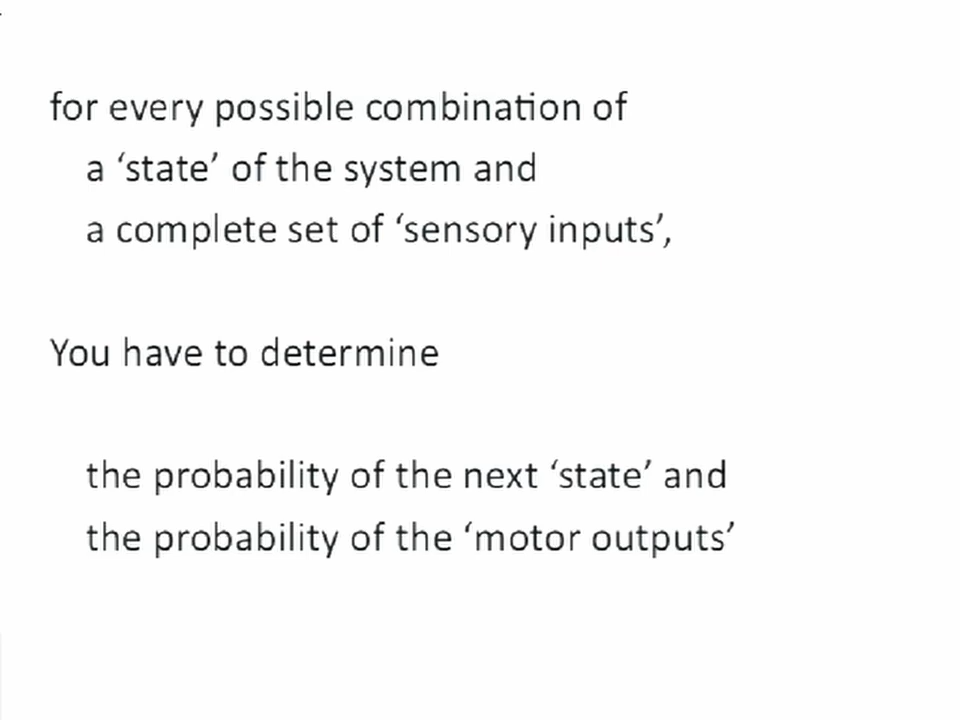 for every possible combination of
a ‘state’ of the system and
a complete set of ‘sensory inputs’,
You have to determine
the probability of the next ‘state’ and
the probability of the ‘motor outputs’